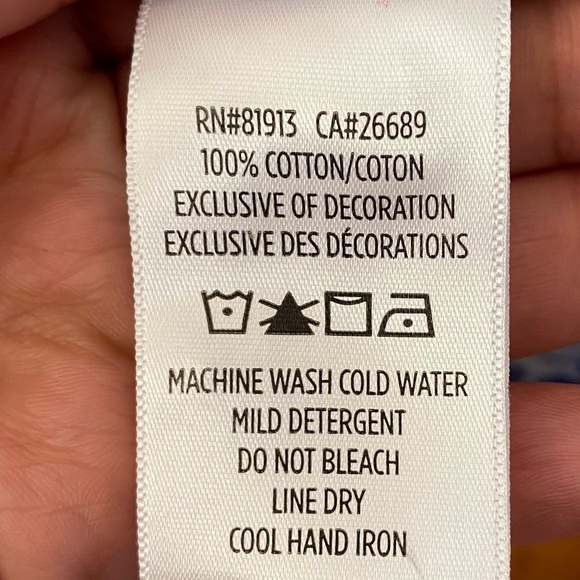 RN#81913 CA#26689
100% COTTON/COTON
EXCLUSIVE OF DECORATION
EXCLUSIVE DES DÉCORATIONS
MACHINE WASH COLD WATER
MILD DETERGENT
DO NOT BLEACH
LINE DRY
COOL HAND IRON